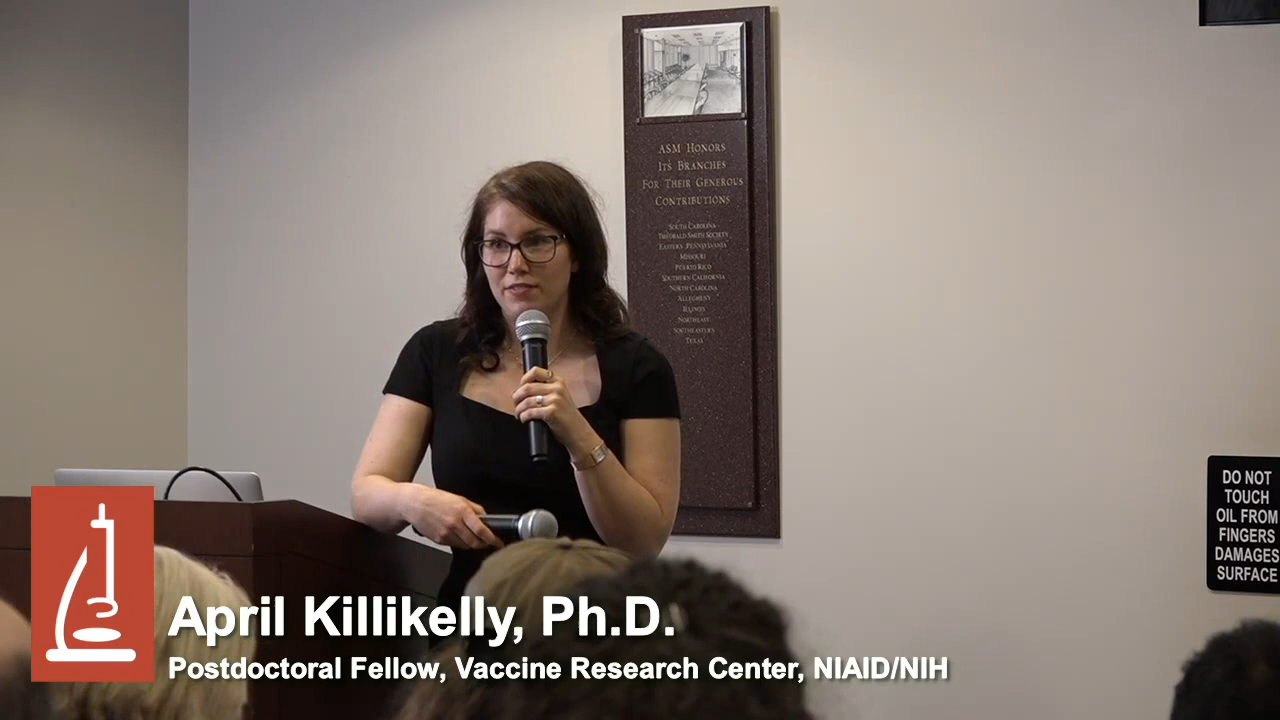 ASM HONORS
ITS BRANCHES
FOR THEIR GENEROUS
CONTRIBUTIONS
SOUTH CAROLINA
THEOBALD SMITH SOCIETY
EASTERN PENNSYLVANIA
MISSOURI
PUERTO RICO
SOUTHERN CALIFORNIA
NORTH CAROLINA
ALLEGHENY
ILLINOIS
NORTHEAST
SOUTHEASTERN
TEXAS
DO NOT
TOUCH
OIL FROM
FINGERS
DAMAGES
SURFACE
April Killikelly, Ph.D.
Postdoctoral Fellow, Vaccine Research Center, NIAID/NIH